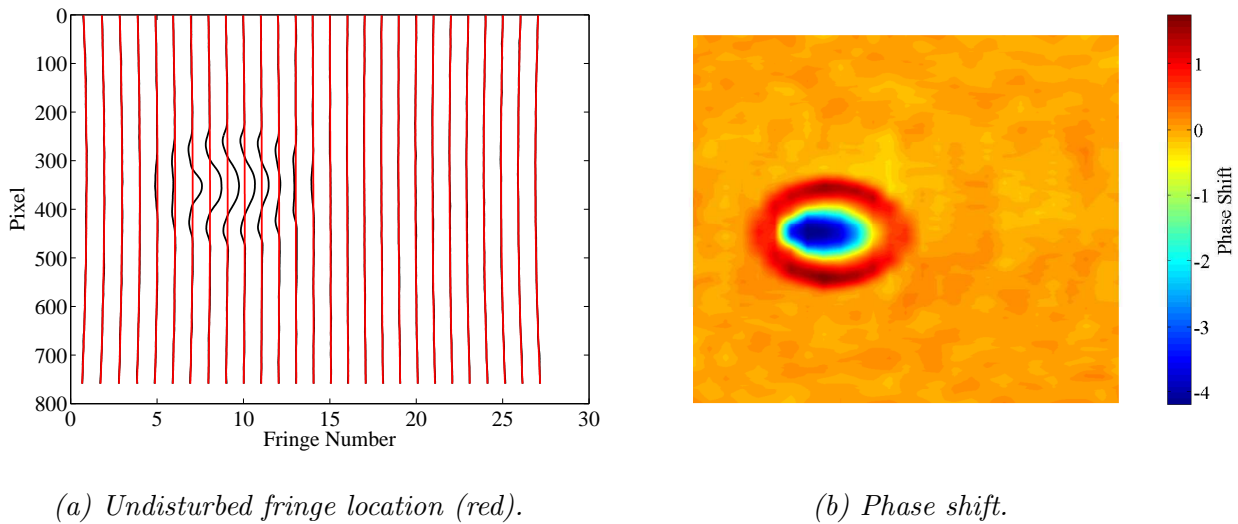 0
100
200
300
400
500
600
700
800
0 5 10 15 20 25 30
Pixel
Fringe Number
1
0
-1
-2
-3
-4
Phase Shift
(a) Undisturbed fringe location (red).
(b) Phase shift.